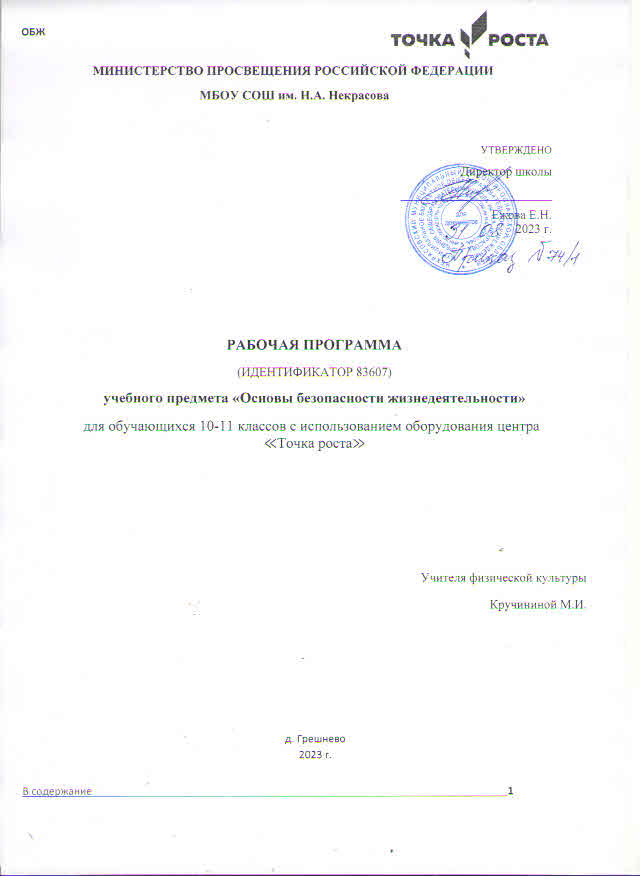 ОБЖ
ТОЧКА РОСТА
МИНИСТЕРСТВО ПРОСВЕЩЕНИЯ РОССИЙСКОЙ ФЕДЕРАЦИИ
МБОУ СОШ им. Н.А. Некрасова
УТВЕРЖДЕНО
Директор школы
Ежова Е.Н.
31 08 2023 г.
Приказ №74/1
РАБОЧАЯ ПРОГРАММА
(ИДЕНТИФИКАТОР 83607)
учебного предмета «Основы безопасности жизнедеятельности»
для обучающихся 10-11 классов с использованием оборудования центра
≪Точка роста≫
Учителя физической культуры
Кручининой М.И.
д. Грешнево
2023 г.
В содержание 1